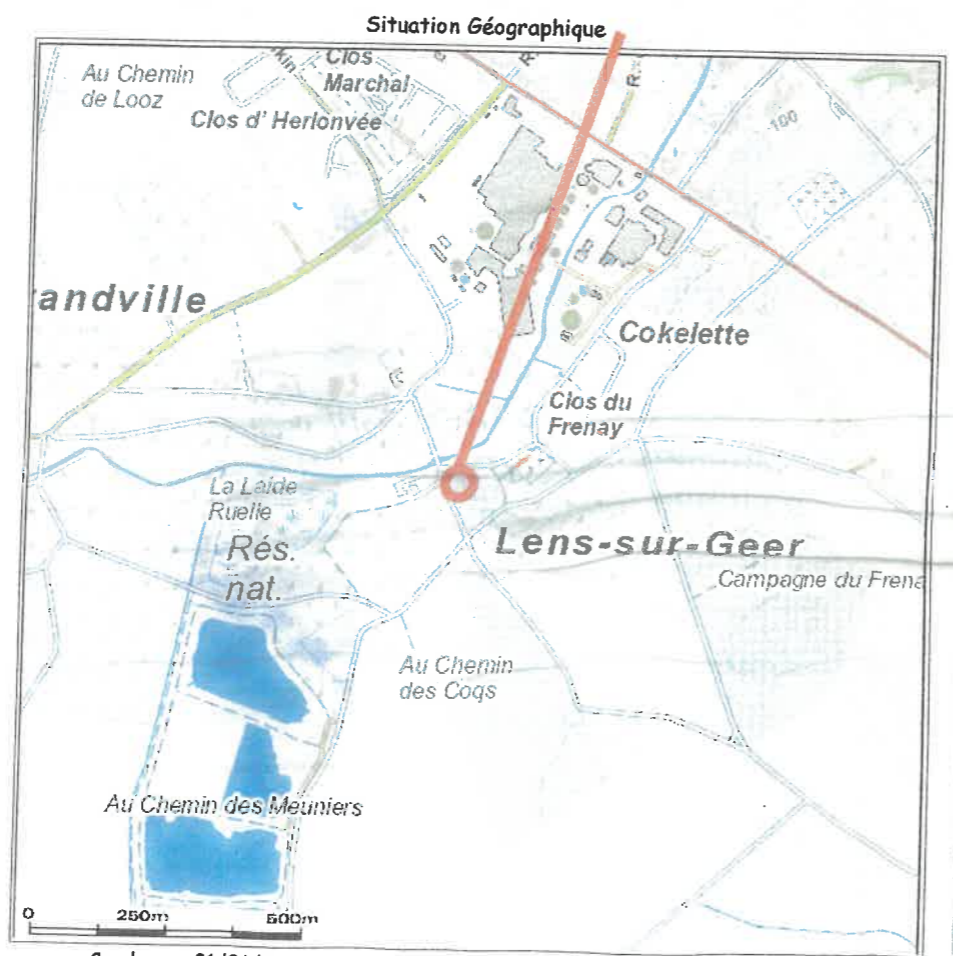 Situation Géographique
Au Chemin
de Looz
Clos
Marchal
Clos d' Herlonvée
100
andville
Cokelette
Clos du
Frenay
La Laide
Ruelle
Rés.
nat.
Lens-sur-Geer
Campagne du Frena
Au Chemin
des Coqs
Au Chemin des Meuniers
0 250m 500m